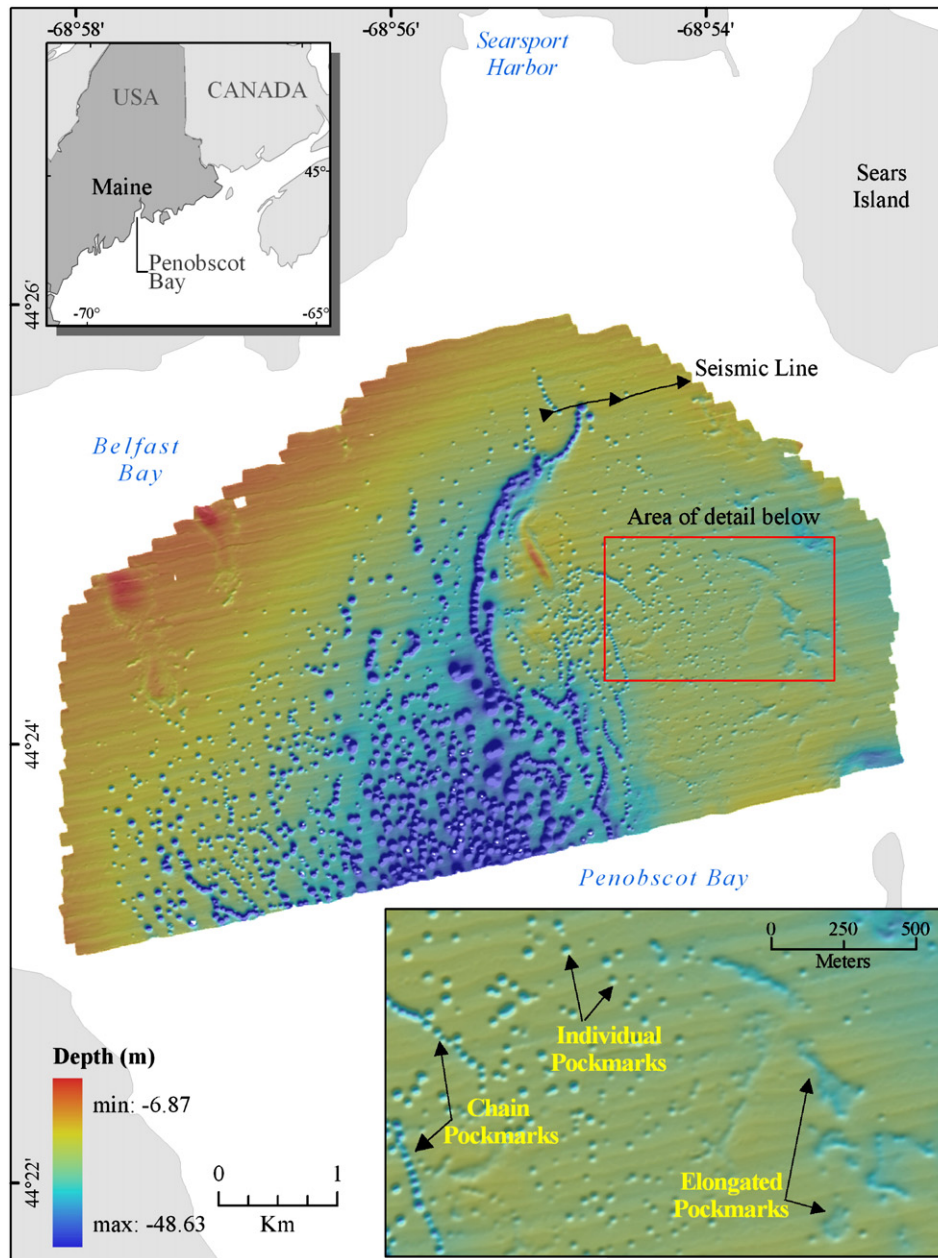 -68°58'
-68°56'
-68°54'
Searsport
Harbor
USA
CANADA
45°
Maine
Penobscot
Bay
-70°
-65°
Sears
Island
44°26'
Seismic Line
Belfast
Bay
Area of detail below
44°24'
Penobscot Bay
0 250 500
Meters
Individual
Pockmarks
Chain
Pockmarks
Elongated
Pockmarks
Depth (m)
min: -6.87
max: -48.63
0 1
Km
44°22'